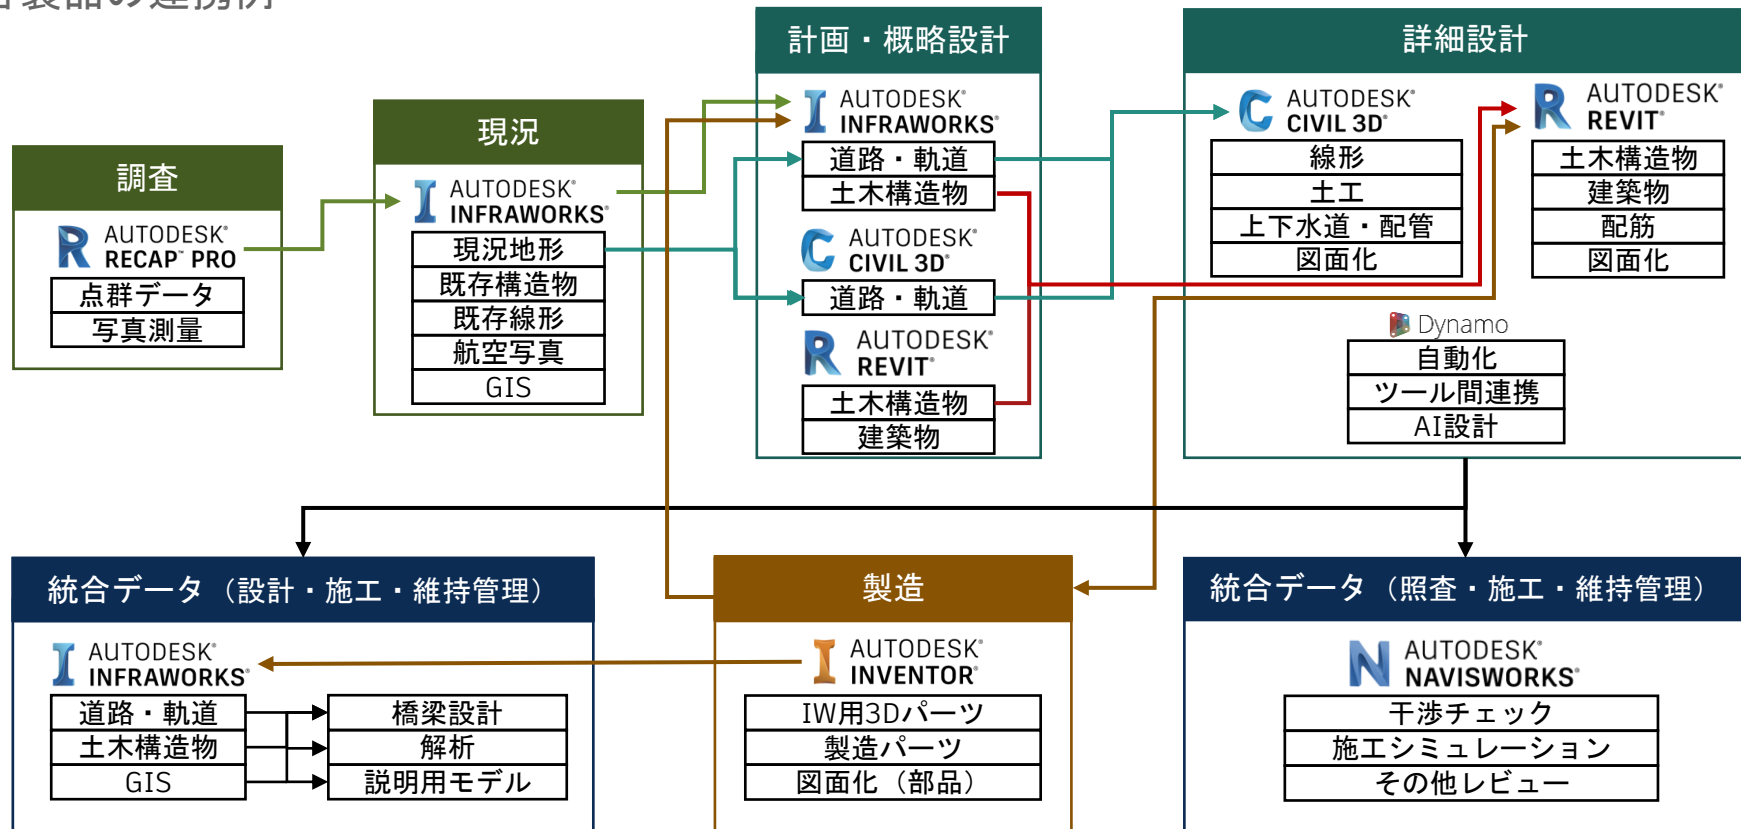 各製品の連携例
調査
AUTODESK®
RECAP™ PRO
点群データ
写真測量
現況
AUTODESK®
INFRAWORKS®
現況地形
既存構造物
既存線形
航空写真
GIS
計画・概略設計
AUTODESK®
INFRAWORKS®
道路・軌道
土木構造物
AUTODESK®
CIVIL 3D®
道路・軌道
AUTODESK®
REVIT®
土木構造物
建築物
詳細設計
AUTODESK®
CIVIL 3D®
線形
土工
上下水道・配管
図面化
AUTODESK®
REVIT®
土木構造物
建築物
配筋
図面化
Dynamo
自動化
ツール間連携
AI設計
統合データ（設計・施工・維持管理）
AUTODESK®
INFRAWORKS®
道路・軌道
土木構造物
GIS
橋梁設計
解析
説明用モデル
製造
AUTODESK®
INVENTOR®
IW用3Dパーツ
製造パーツ
図面化（部品）
統合データ（照査・施工・維持管理）
AUTODESK®
NAVISWORKS®
干渉チェック
施工シミュレーション
その他レビュー